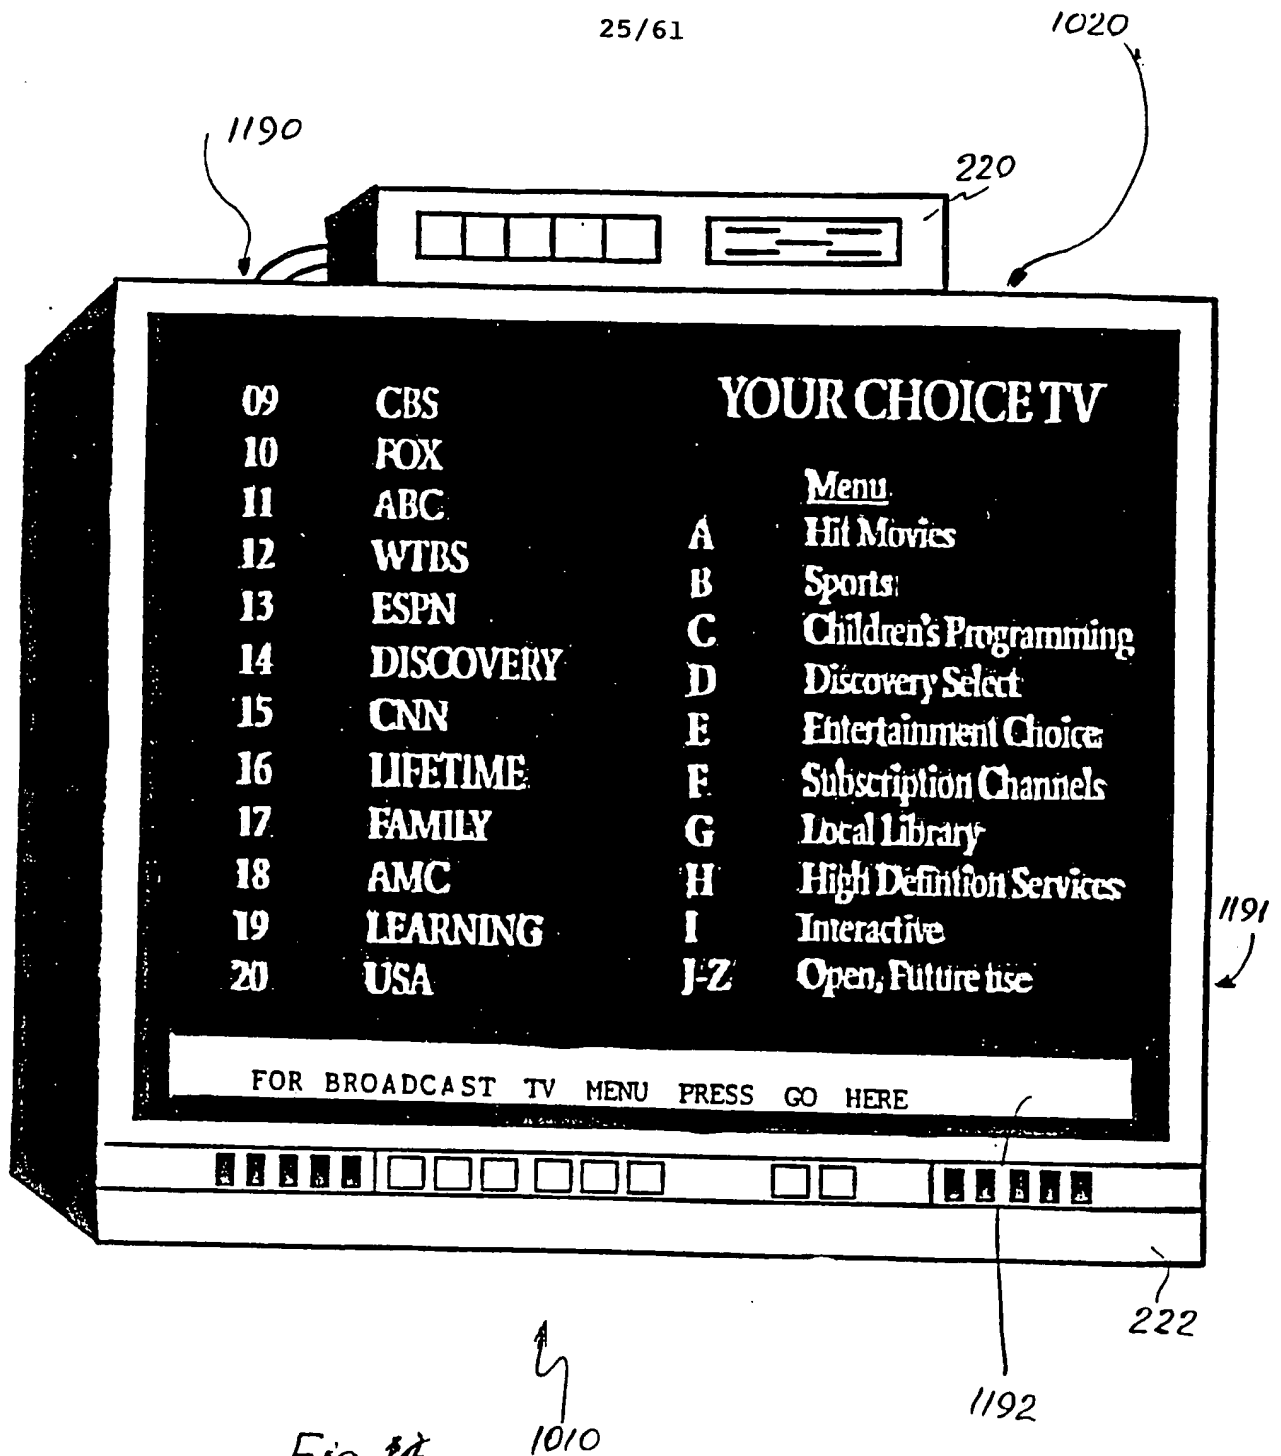 25/61
1020
1190
220
YOUR CHOICE TV
09 CBS
10 FOX
11 ABC
12 WTBS
13 ESPN
14 DISCOVERY
15 CNN
16 LIFETIME
17 FAMILY
18 AMC
19 LEARNING
20 USA
Menu
A Hit Movies
B Sports
C Children's Programming
D Discovery Select
E Entertainment Choice
F Subscription Channels
G Local Library
H High Defintion Services
I Interactive
J-Z Open, Future use
1191
FOR BROADCAST TV MENU PRESS GO HERE
222
1192
1010
Fig.